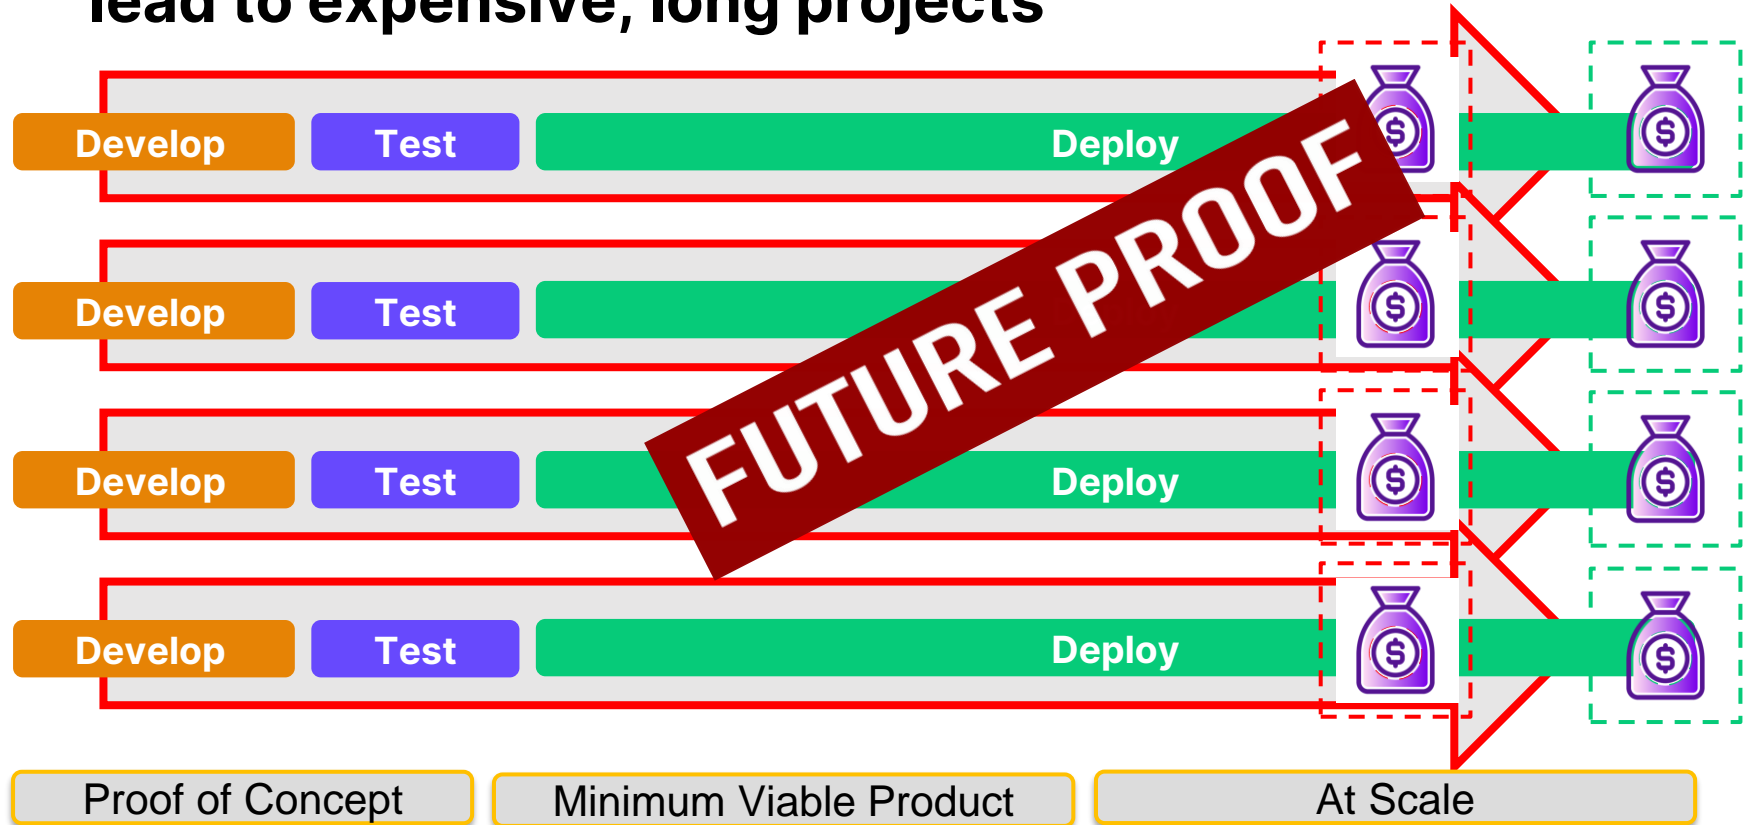 lead to expensive, long projects
Develop Test Deploy
Develop Test
Develop Test Deploy
Develop Test Deploy
FUTURE PROOF
$ $
$ $
$ $
$ $
Proof of Concept Minimum Viable Product At Scale